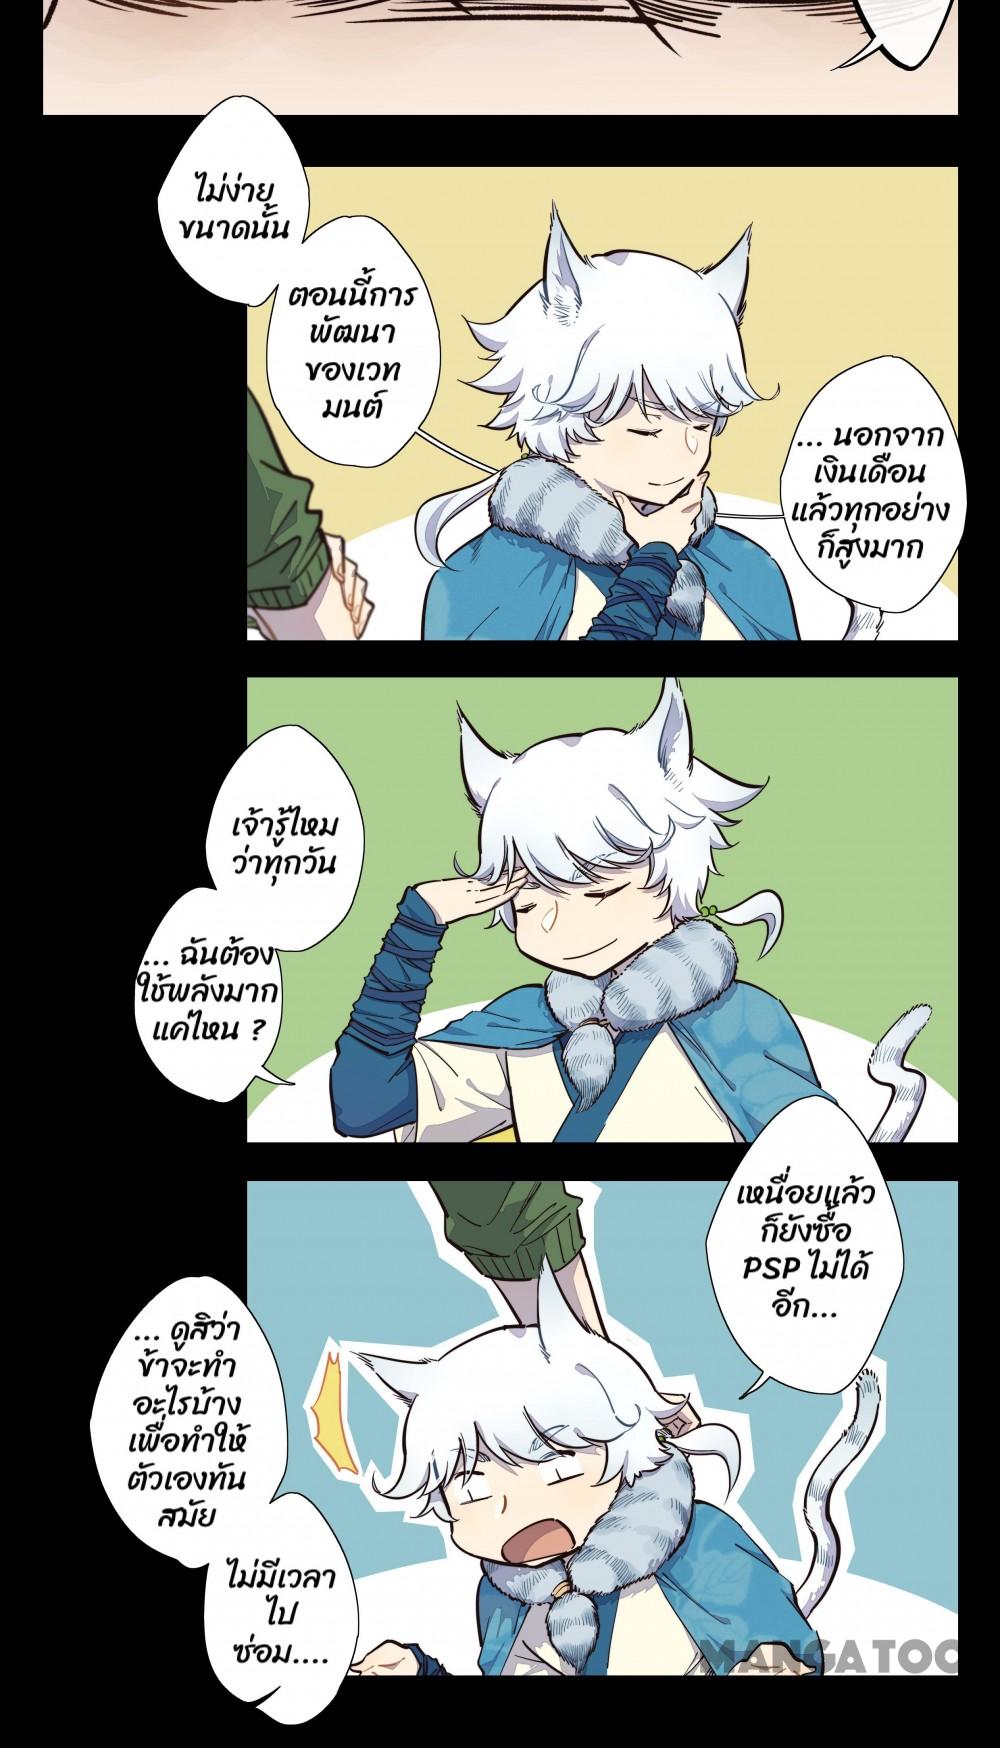 ไม่ง่าย
ขนาดนั้น
ตอนนี้การ
พัฒนา
ของเวท
มนต์
... นอกจาก
เงินเดือน
แล้วทุกอย่าง
ก็สูงมาก
เจ้ารู้ไหม
ว่าทุกวัน
... ฉันต้อง
ใช้พลังมาก
แค่ไหน ?
เหนื่อยแล้ว
ก็ยังซื้อ
PSP ไม่ได้
อีก...
... ดูสิว่า
ข้าจะทำ
อะไรบ้าง
เพื่อทำให้
ตัวเองทัน
สมัย
ไม่มีเวลา
ไป
ซ่อม....
MANGA TOO